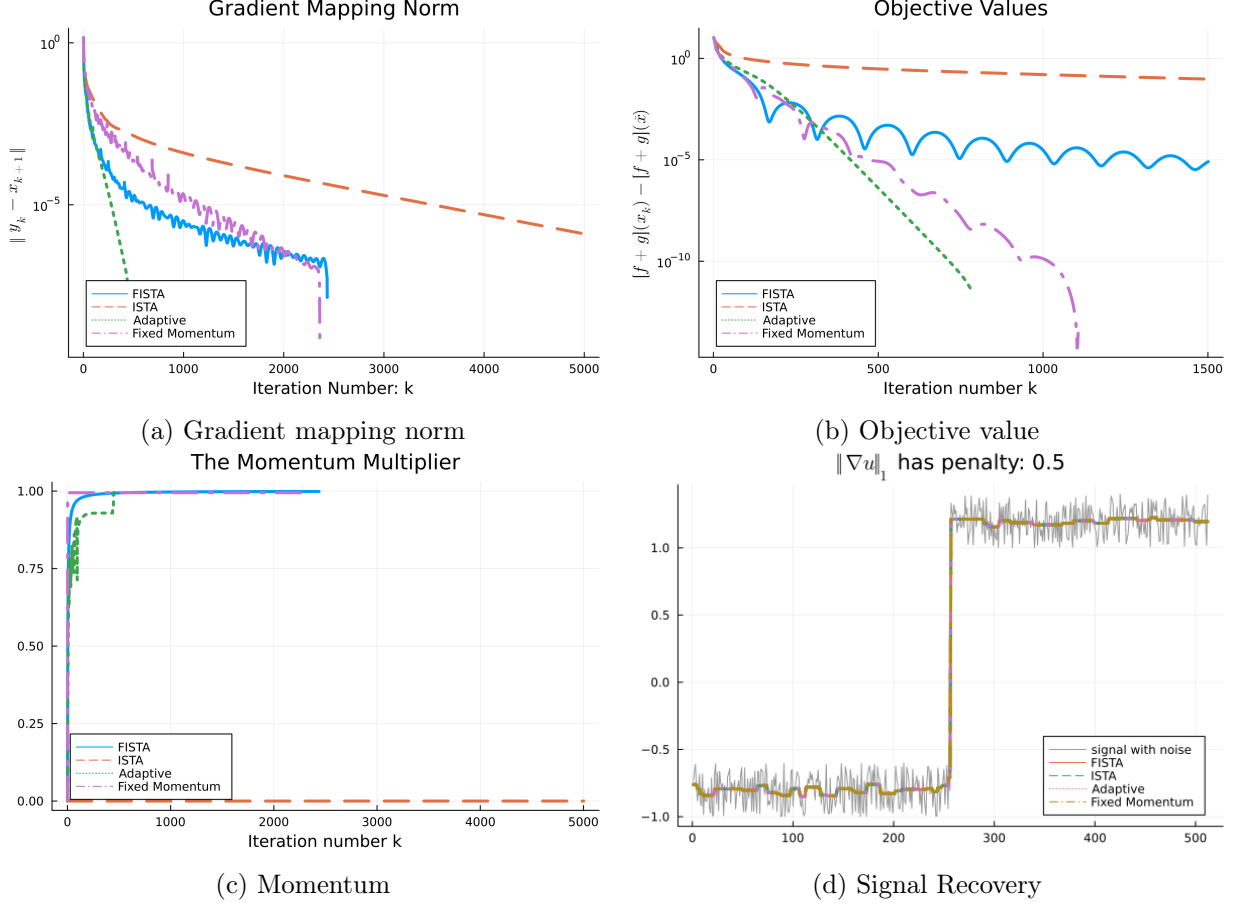 Gradient Mapping Norm
10^0
10^{-5}
‖ y_k − x_{k+1} ‖
FISTA
ISTA
Adaptive
Fixed Momentum
0 1000 2000 3000 4000 5000
Iteration Number: k
(a) Gradient mapping norm
Objective Values
10^0
10^{-5}
10^{-10}
[f + g](x_k) − [f + g](x̄)
FISTA
ISTA
Adaptive
Fixed Momentum
0 500 1000 1500
Iteration number k
(b) Objective value
The Momentum Multiplier
1.00
0.75
0.50
0.25
0.00
FISTA
ISTA
Adaptive
Fixed Momentum
0 1000 2000 3000 4000 5000
Iteration number k
(c) Momentum
‖∇u‖_1 has penalty: 0.5
1.0
0.5
0.0
−0.5
−1.0
signal with noise
FISTA
ISTA
Adaptive
Fixed Momentum
0 100 200 300 400 500
(d) Signal Recovery